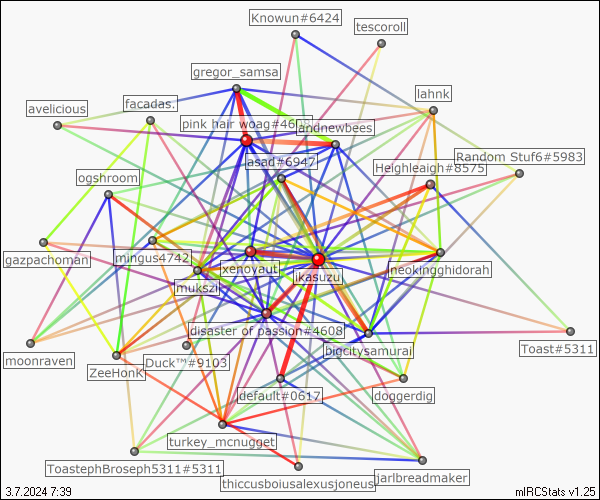 Knowun#6424
tescoroll
gregor_samsa
lahnk
avelicious
facadas.
pink hair woag#46
andnewbees
asad#6947
Heighleaigh#8575
Random Stuf6#5983
ogshroom
gazpachoman
mingus4742
xenoyaut
neokingghidorah
mukszi
ikasuzu
disaster of passion#4608
bigcitysamurai
Toast#5311
moonraven
ZeeHonk
Duck™#9103
default#0617
doggerdig
turkey_mcnugget
ToastephBroseph5311#5311
thiccusboiusalexusjoneus
jarlbreadmaker
3.7.2024 7:39
mIRCStats v1.25